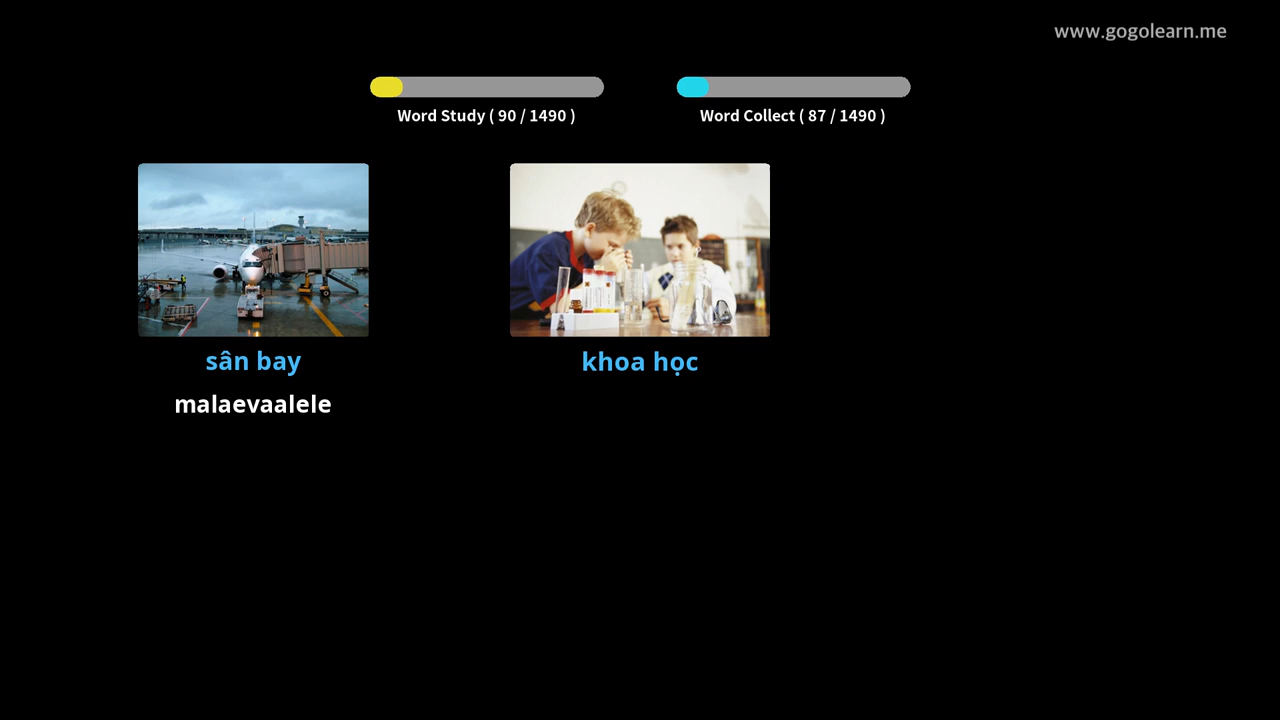 www.gogolearn.me
Word Study ( 90 / 1490 )
Word Collect ( 87 / 1490 )
sân bay
malaevaalele
khoa học